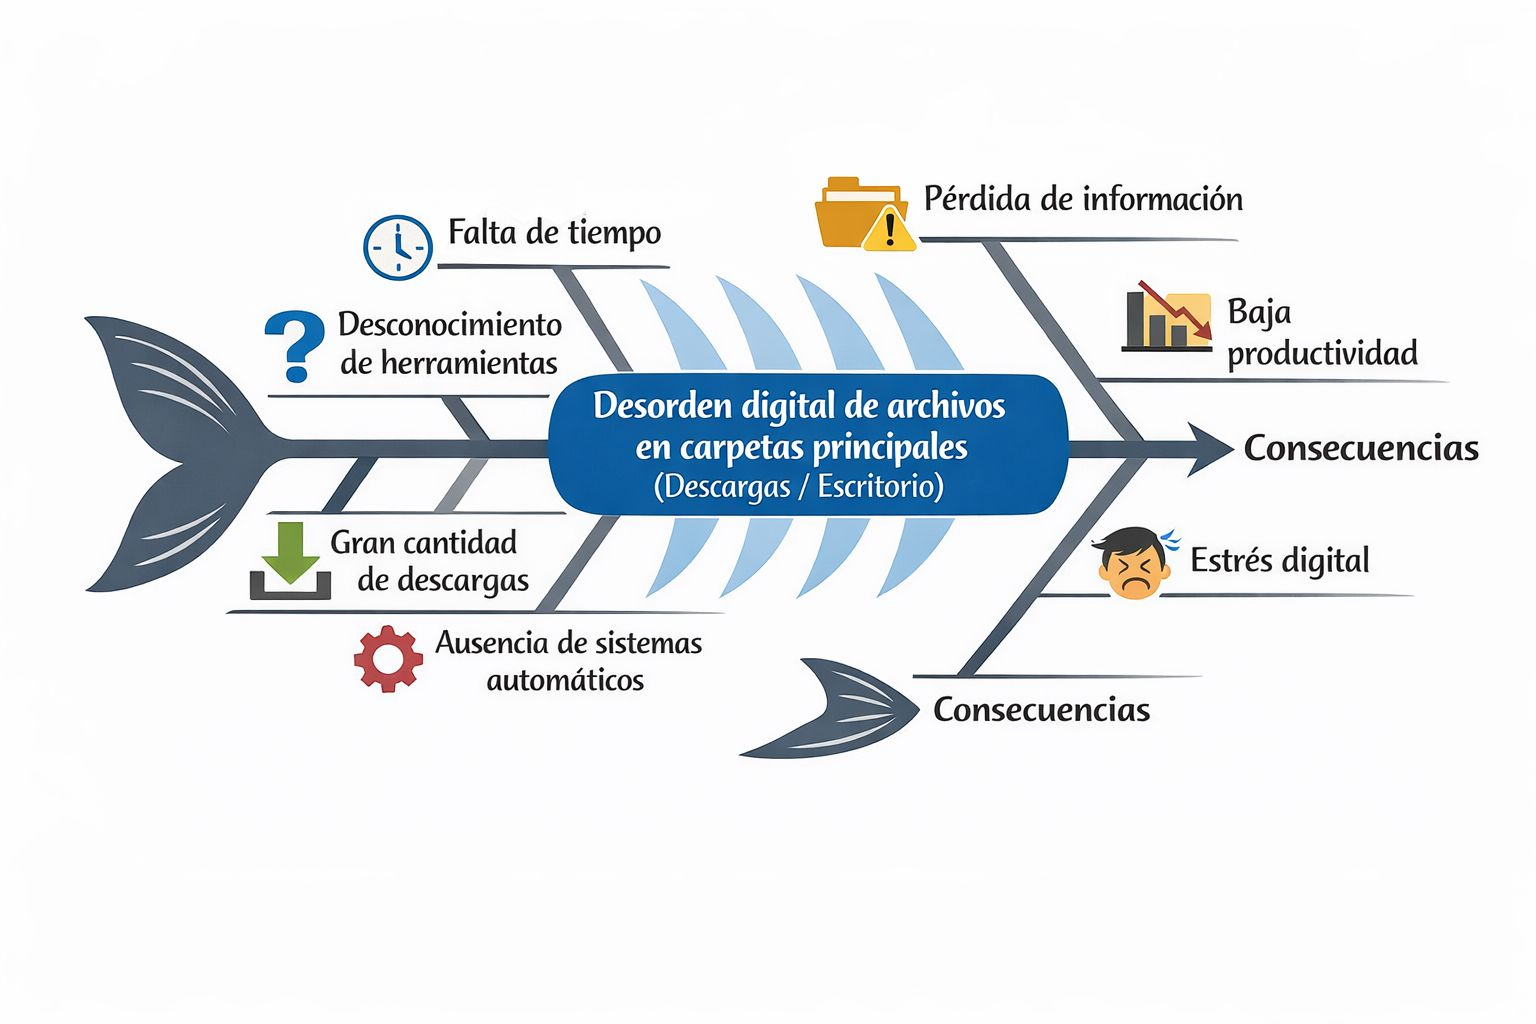 Falta de tiempo
Desconocimiento
de herramientas
Gran cantidad
de descargas
Ausencia de sistemas
automáticos
Desorden digital de archivos
en carpetas principales
(Descargas / Escritorio)
Pérdida de información
Baja
productividad
Consecuencias
Estrés digital
Consecuencias